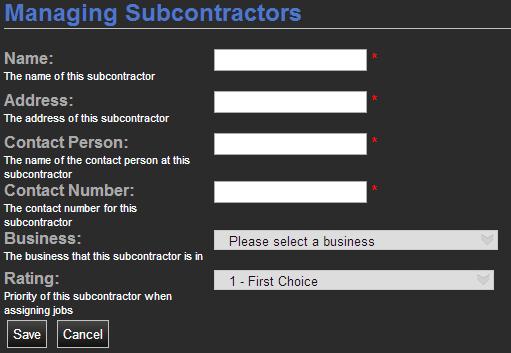 Managing Subcontractors
Name: *
The name of this subcontractor
Address: *
The address of this subcontractor
Contact Person: *
The name of the contact person at this
subcontractor
Contact Number: *
The contact number for this
subcontractor
Business: Please select a business
The business that this subcontractor is in
Rating: 1 - First Choice
Priority of this subcontractor when
assigning jobs
Save Cancel